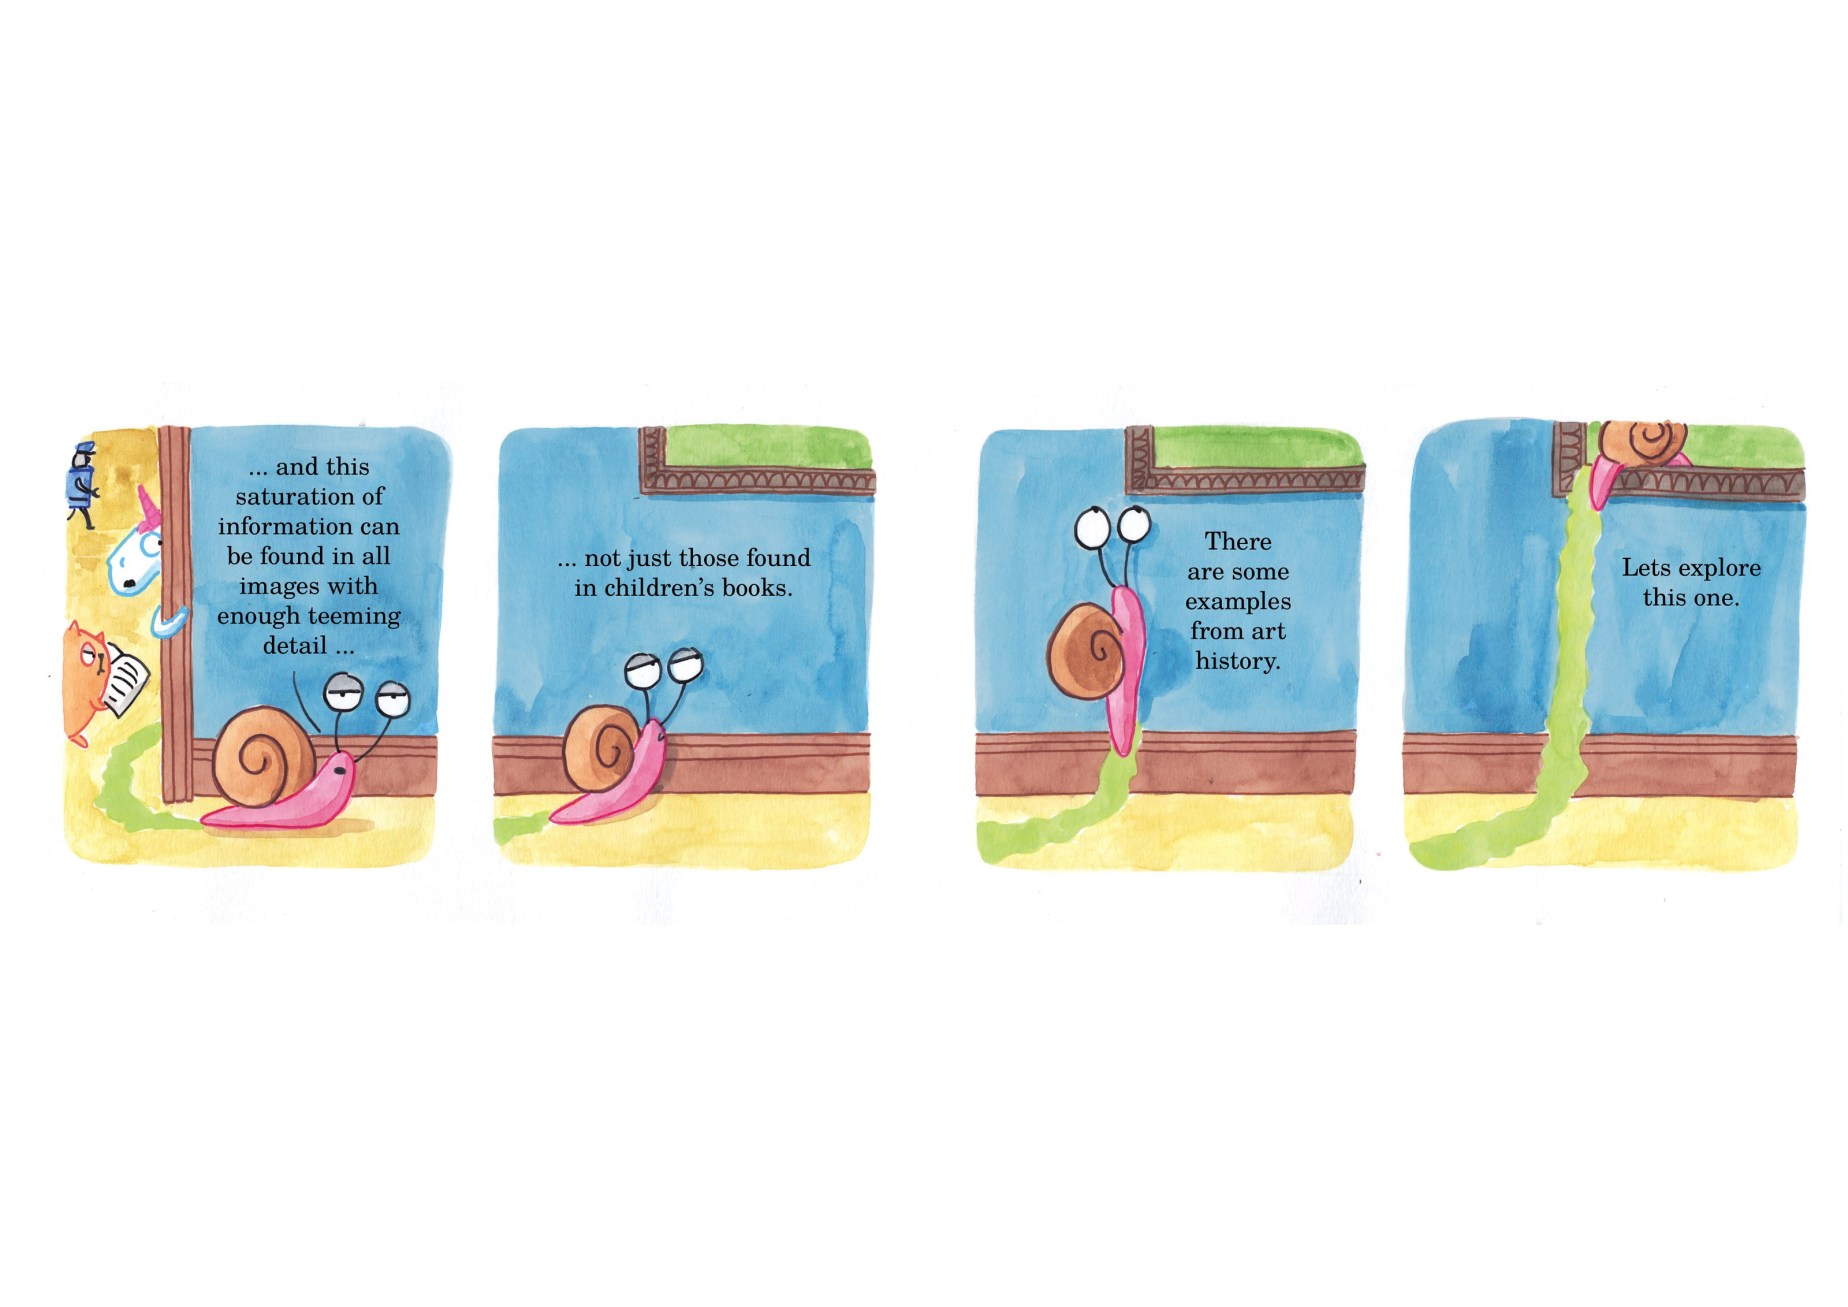 ... and this
saturation of
information can
be found in all
images with
enough teeming
detail ...
... not just those found
in children’s books.
There
are some
examples
from art
history.
Lets explore
this one.